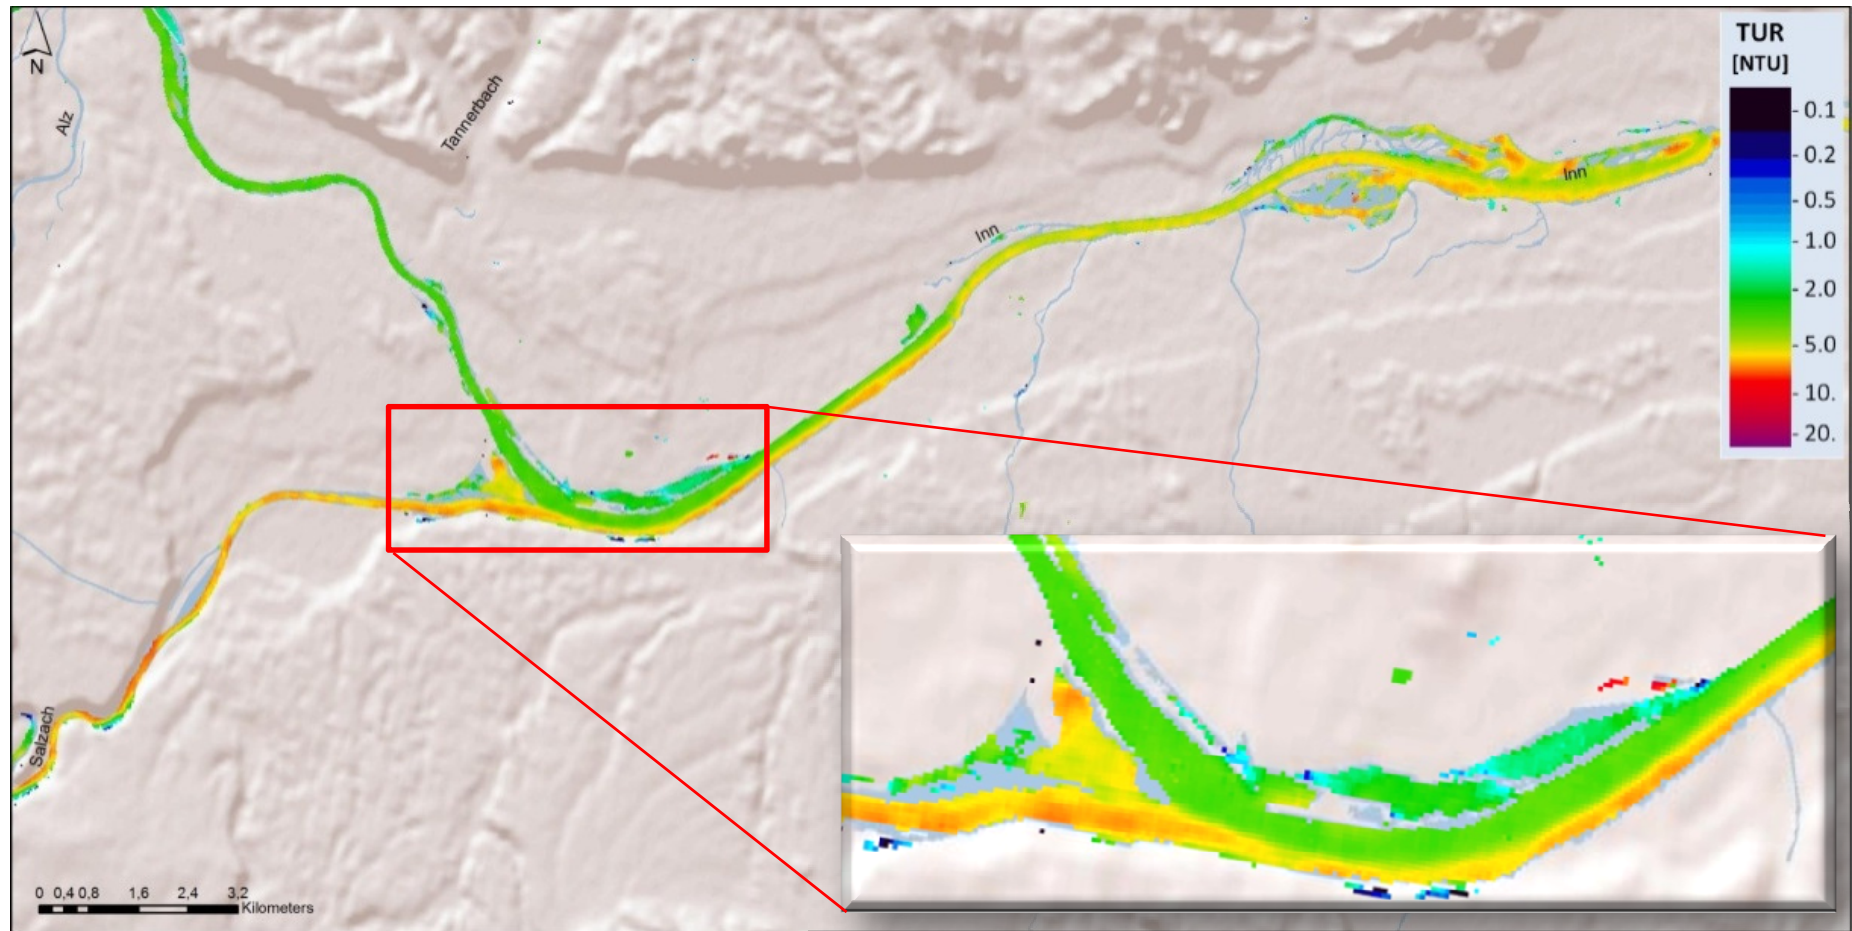 N
Alz
Tannerbach
Inn
Inn
Salzach
TUR
[NTU]
- 0.1
- 0.2
- 0.5
- 1.0
- 2.0
- 5.0
- 10.
- 20.
0 0,4 0,8 1,6 2,4 3,2
Kilometers